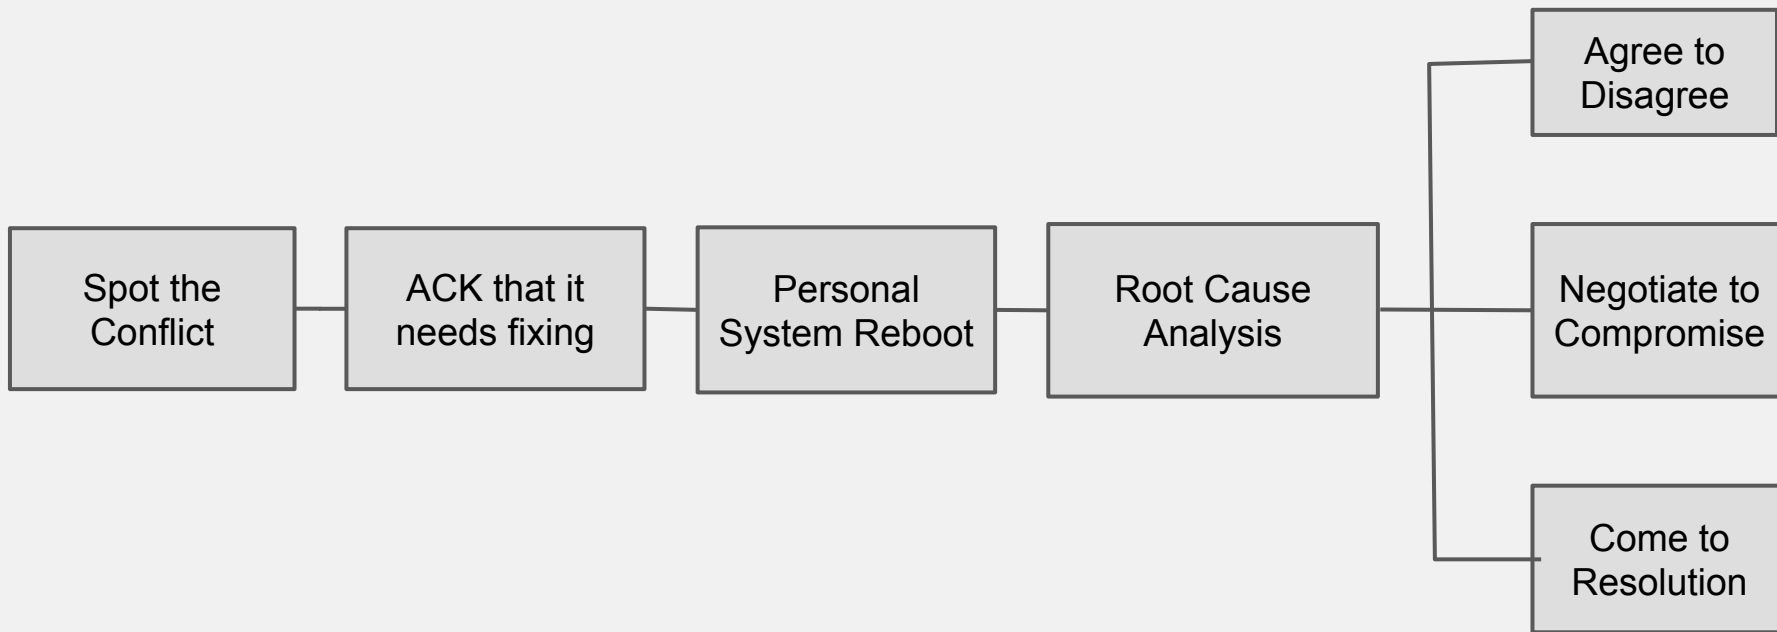 Spot the
Conflict
ACK that it
needs fixing
Personal
System Reboot
Root Cause
Analysis
Agree to
Disagree
Negotiate to
Compromise
Come to
Resolution